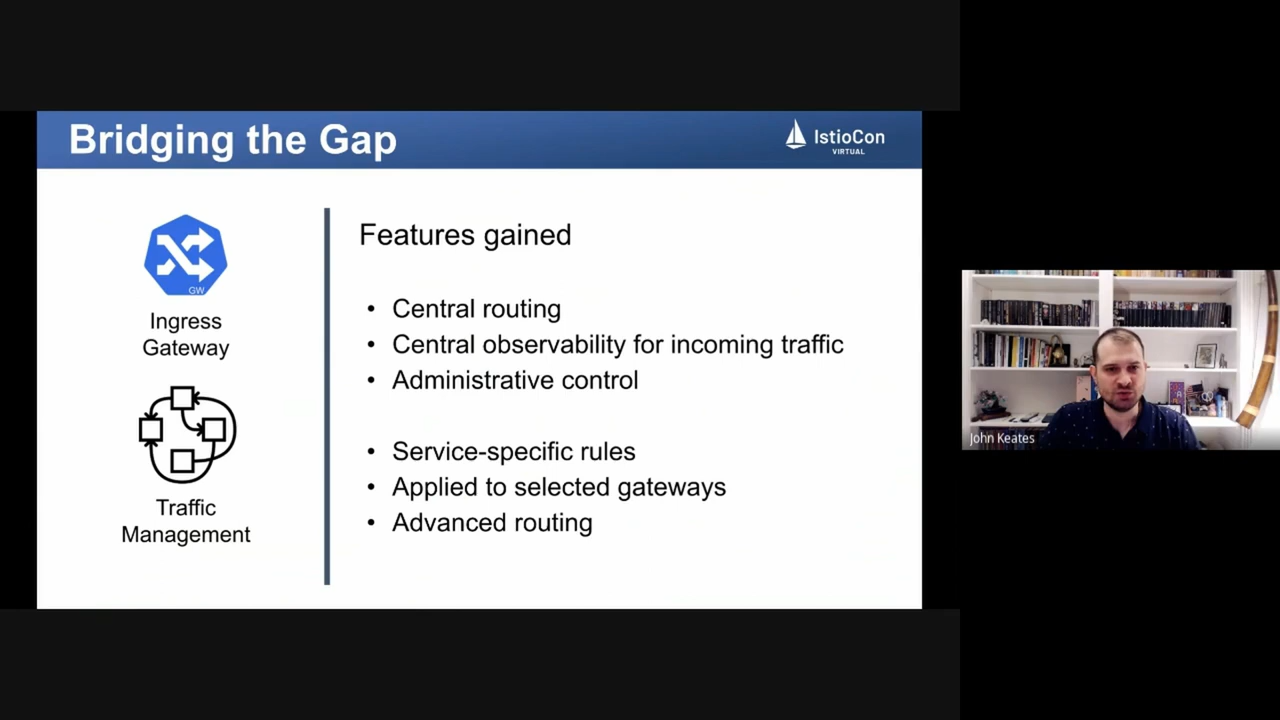 Bridging the Gap
IstioCon
VIRTUAL
GW
Ingress
Gateway
Traffic
Management
Features gained
• Central routing
• Central observability for incoming traffic
• Administrative control
• Service-specific rules
• Applied to selected gateways
• Advanced routing
John Keates